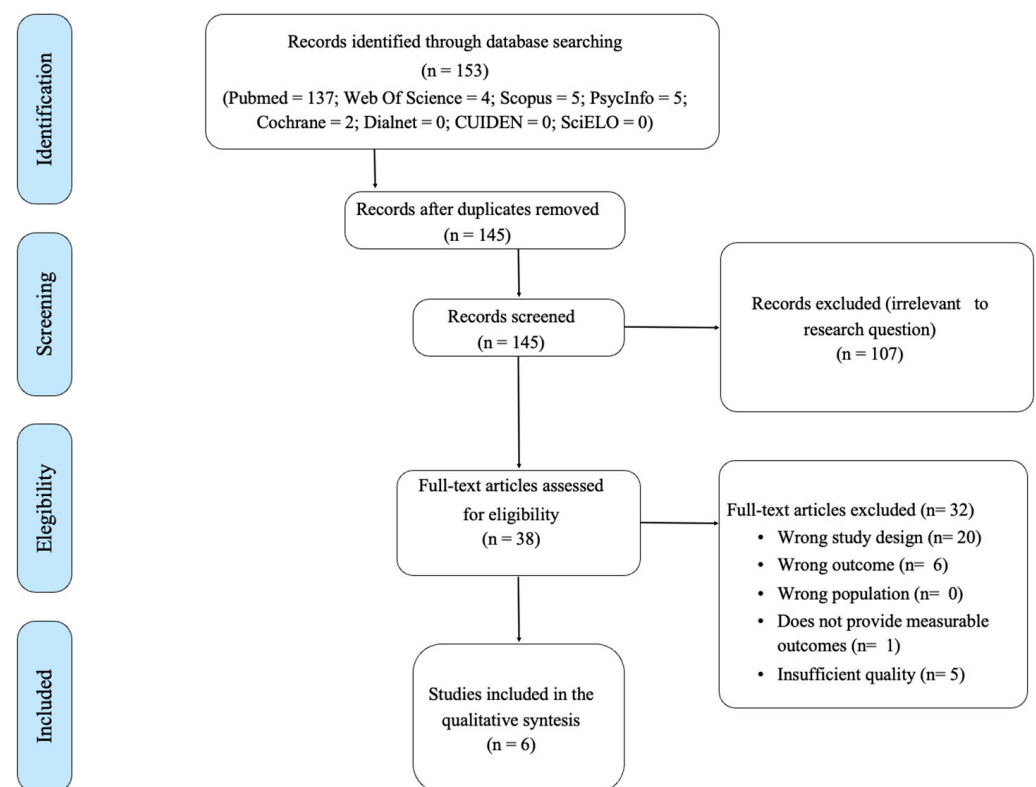 Identification
Records identified through database searching
(n = 153)
(Pubmed = 137; Web Of Science = 4; Scopus = 5; PsycInfo = 5;
Cochrane = 2; Dialnet = 0; CUIDEN = 0; SciELO = 0)
Records after duplicates removed
(n = 145)
Screening
Records screened
(n = 145)
Records excluded (irrelevant to
research question)
(n = 107)
Elegibility
Full-text articles assessed
for eligibility
(n = 38)
Full-text articles excluded (n= 32)
• Wrong study design (n= 20)
• Wrong outcome (n= 6)
• Wrong population (n= 0)
• Does not provide measurable
outcomes (n= 1)
• Insufficient quality (n= 5)
Included
Studies included in the
qualitative syntesis
(n = 6)